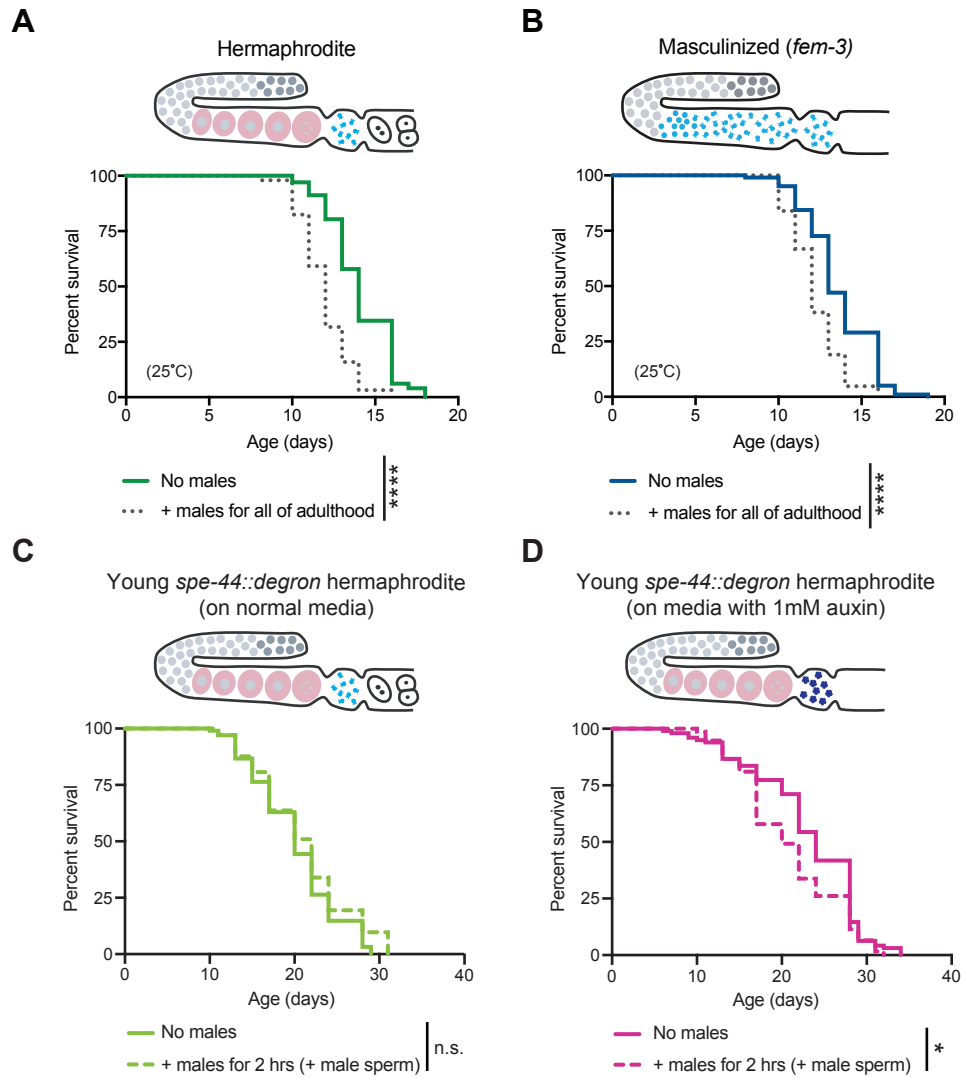 A
Hermaphrodite
Percent survival
100
75
50
25
0
(25°C)
0 5 10 15 20
Age (days)
No males
+ males for all of adulthood
****
B
Masculinized (fem-3)
Percent survival
100
75
50
25
0
(25°C)
0 5 10 15 20
Age (days)
No males
+ males for all of adulthood
****
C
Young spe-44::degron hermaphrodite
(on normal media)
Percent survival
100
75
50
25
0
0 10 20 30 40
Age (days)
No males
+ males for 2 hrs (+ male sperm)
n.s.
D
Young spe-44::degron hermaphrodite
(on media with 1mM auxin)
Percent survival
100
75
50
25
0
0 10 20 30 40
Age (days)
No males
+ males for 2 hrs (+ male sperm)
*